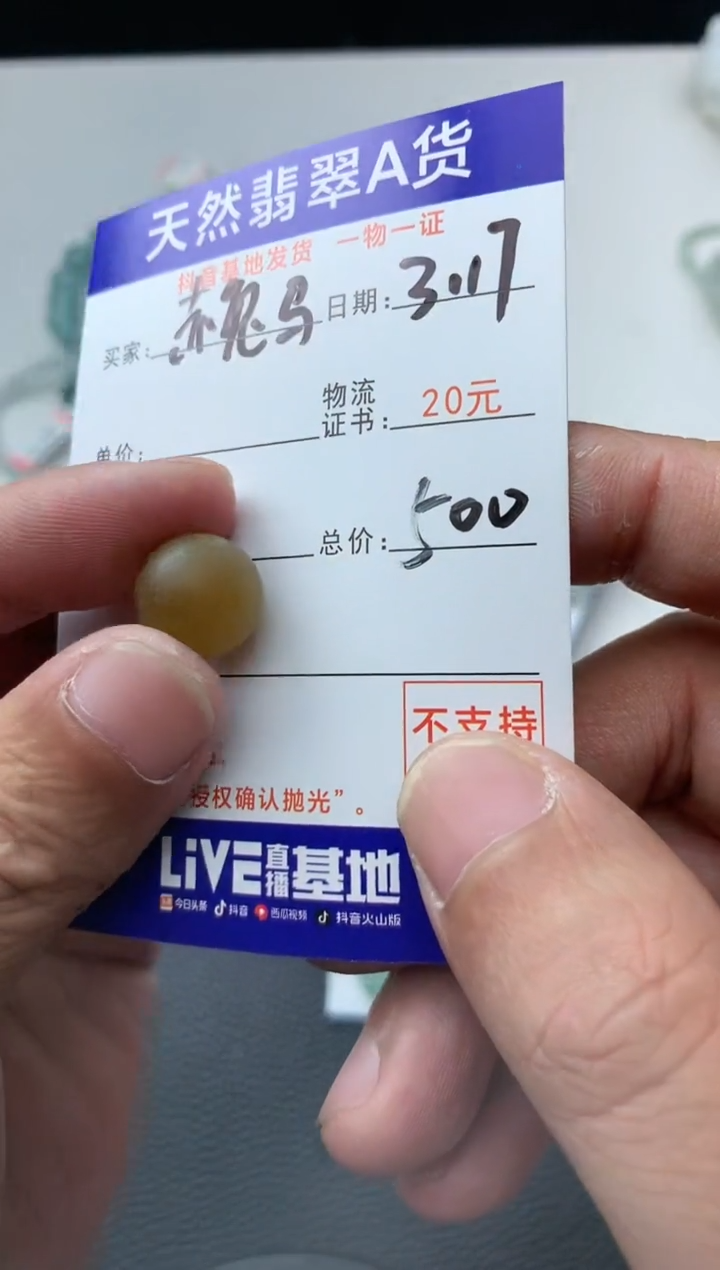 天然翡翠A货
抖音基地发货 一物一证
买家: 赤兔马 日期: 3.17
物流
单价: 证书: 20元
总价: 500
不支持
授权确认抛光”。
LiVE直播基地
今日头条 抖音 西瓜视频 抖音火山版